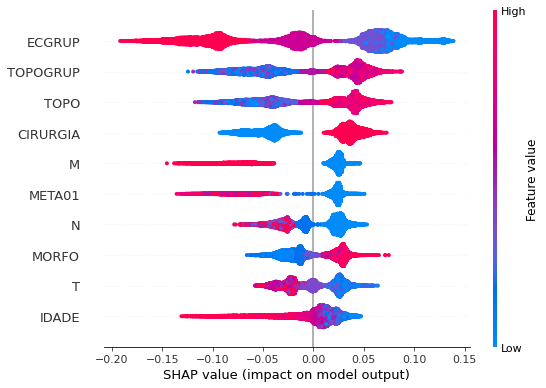 High
ECGRUP
TOPOGRUP
TOPO
CIRURGIA
M
META01
N
MORFO
T
IDADE
Feature value
Low
−0.20 −0.15 −0.10 −0.05 0.00 0.05 0.10 0.15
SHAP value (impact on model output)